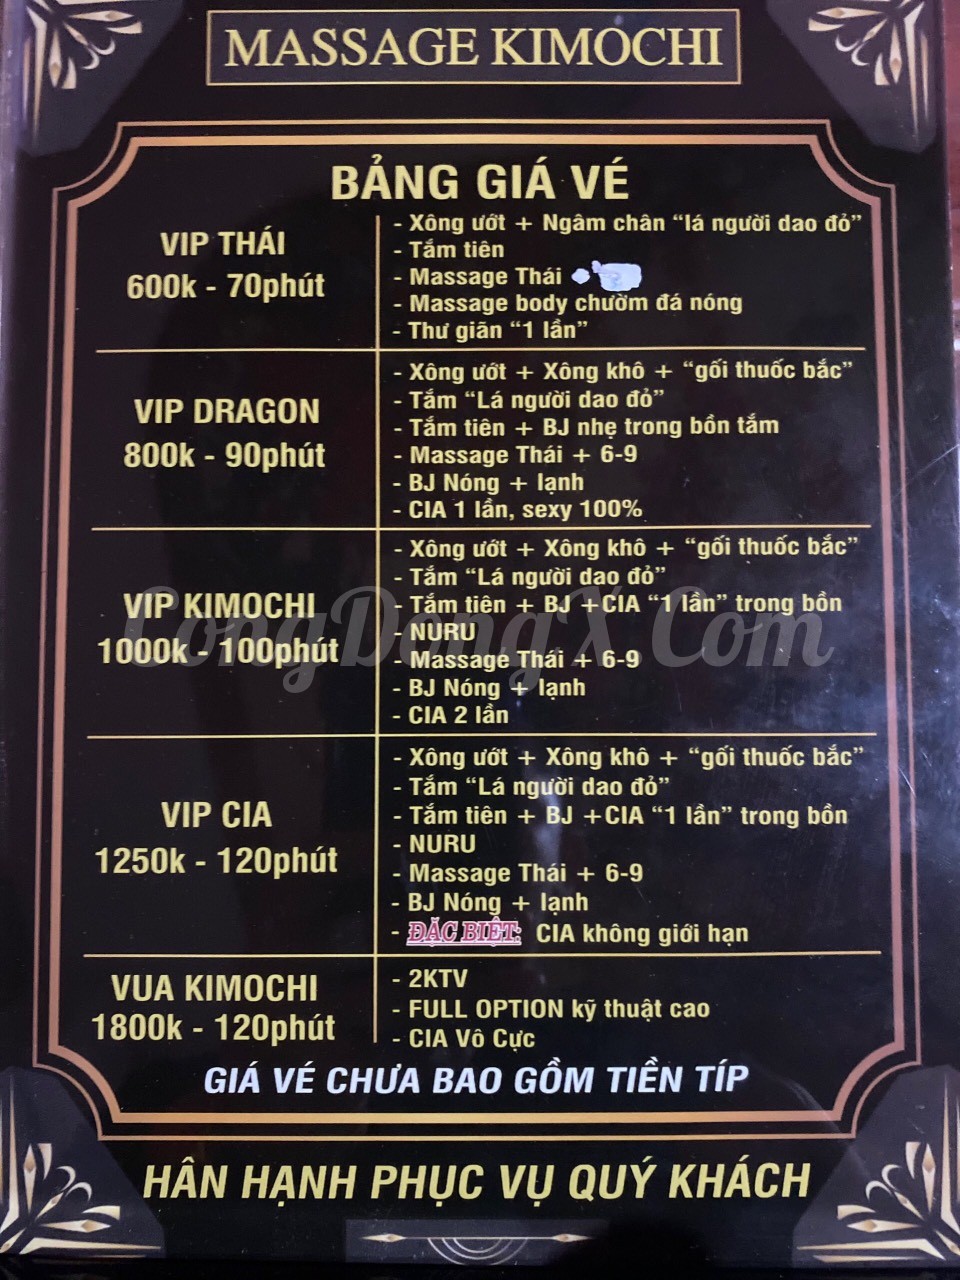 MASSAGE KIMOCHI
BẢNG GIÁ VÉ
VIP THÁI
600k - 70phút
- Xông ướt + Ngâm chân “lá người dao đỏ”
- Tắm tiên
- Massage Thái
- Massage body chườm đá nóng
- Thư giãn “1 lần”
VIP DRAGON
800k - 90phút
- Xông ướt + Xông khô + “gối thuốc bắc”
- Tắm “Lá người dao đỏ”
- Tắm tiên + BJ nhẹ trong bồn tắm
- Massage Thái + 6-9
- BJ Nóng + lạnh
- CIA 1 lần, sexy 100%
VIP KIMOCHI
1000k - 100phút
- Xông ướt + Xông khô + “gối thuốc bắc”
- Tắm “Lá người dao đỏ”
- Tắm tiên + BJ +CIA “1 lần” trong bồn
- NURU
- Massage Thái + 6-9
- BJ Nóng + lạnh
- CIA 2 lần
CongDongX.Com
VIP CIA
1250k - 120phút
- Xông ướt + Xông khô + “gối thuốc bắc”
- Tắm “Lá người dao đỏ”
- Tắm tiên + BJ +CIA “1 lần” trong bồn
- NURU
- Massage Thái + 6-9
- BJ Nóng + lạnh
- ĐẶC BIỆT: CIA không giới hạn
VUA KIMOCHI
1800k - 120phút
- 2KTV
- FULL OPTION kỹ thuật cao
- CIA Vô Cực
GIÁ VÉ CHƯA BAO GỒM TIỀN TÍP
HÂN HẠNH PHỤC VỤ QUÝ KHÁCH